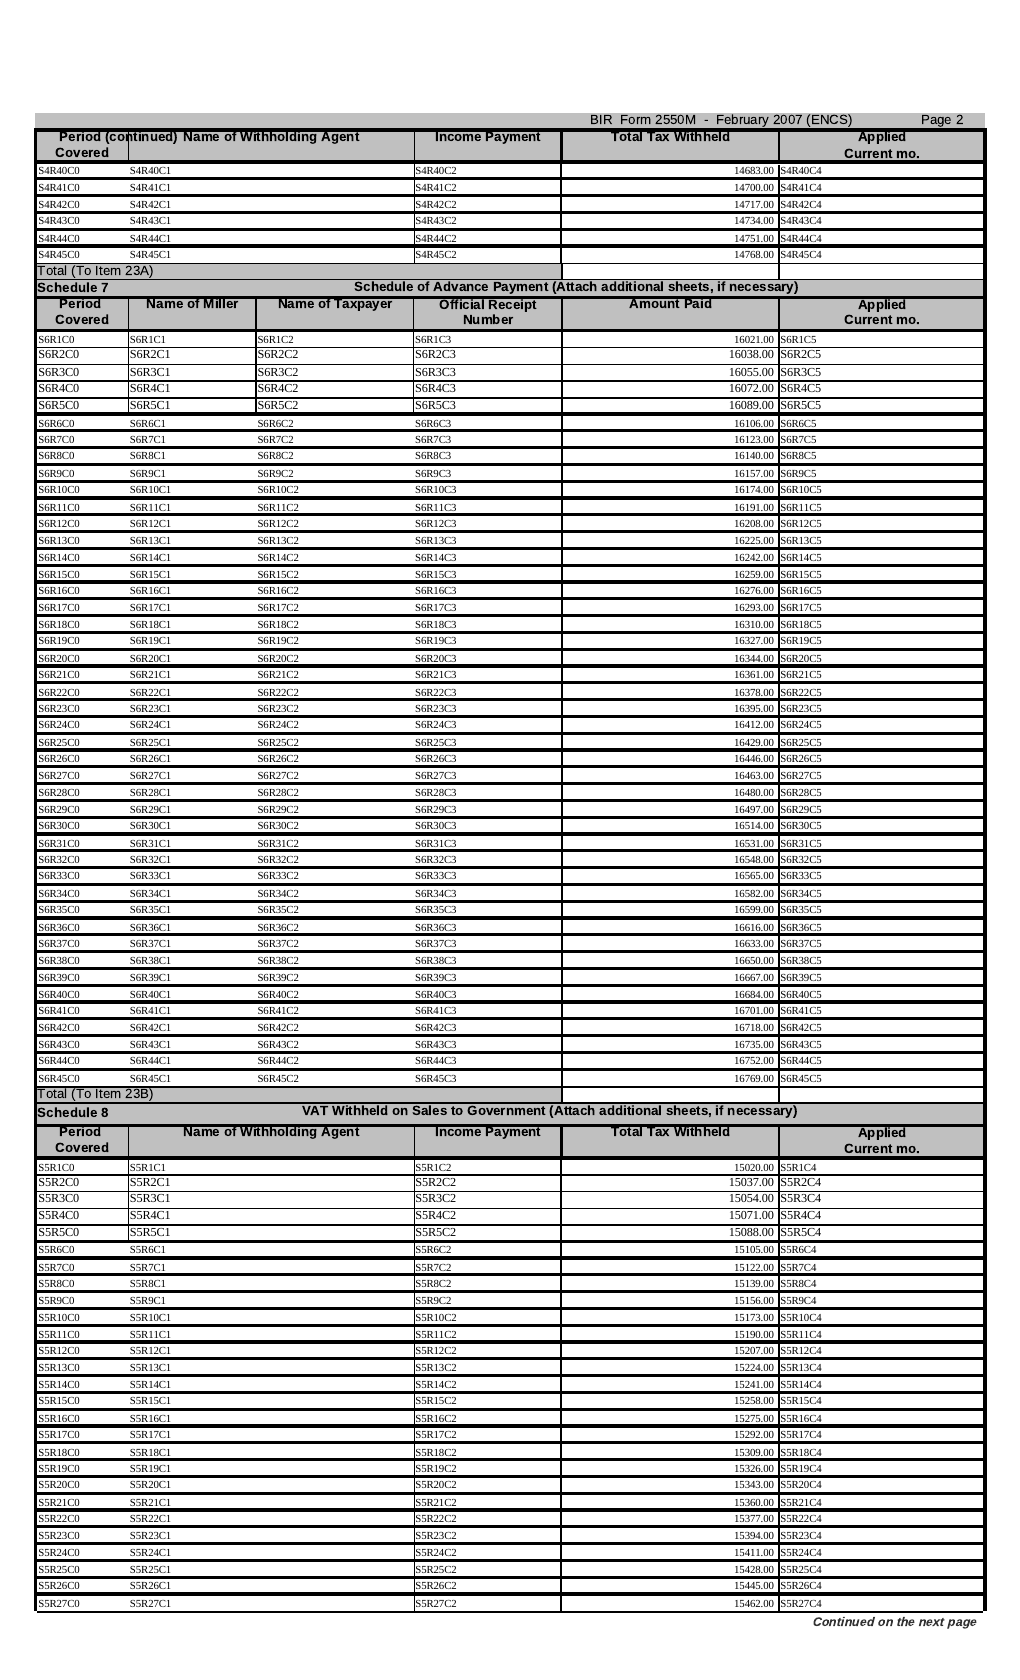 BIR Form 2550M - February 2007 (ENCS) Page 2
Period (continued) Name of Withholding Agent Income Payment Total Tax Withheld Applied
Covered Current mo.
S4R40C0 S4R40C1 S4R40C2 14683.00 S4R40C4
S4R41C0 S4R41C1 S4R41C2 14700.00 S4R41C4
S4R42C0 S4R42C1 S4R42C2 14717.00 S4R42C4
S4R43C0 S4R43C1 S4R43C2 14734.00 S4R43C4
S4R44C0 S4R44C1 S4R44C2 14751.00 S4R44C4
S4R45C0 S4R45C1 S4R45C2 14768.00 S4R45C4
Total (To Item 23A)
Schedule 7 Schedule of Advance Payment (Attach additional sheets, if necessary)
Period Name of Miller Name of Taxpayer Official Receipt Amount Paid Applied
Covered Number Current mo.
S6R1C0 S6R1C1 S6R1C2 S6R1C3 16021.00 S6R1C5
S6R2C0 S6R2C1 S6R2C2 S6R2C3 16038.00 S6R2C5
S6R3C0 S6R3C1 S6R3C2 S6R3C3 16055.00 S6R3C5
S6R4C0 S6R4C1 S6R4C2 S6R4C3 16072.00 S6R4C5
S6R5C0 S6R5C1 S6R5C2 S6R5C3 16089.00 S6R5C5
S6R6C0 S6R6C1 S6R6C2 S6R6C3 16106.00 S6R6C5
S6R7C0 S6R7C1 S6R7C2 S6R7C3 16123.00 S6R7C5
S6R8C0 S6R8C1 S6R8C2 S6R8C3 16140.00 S6R8C5
S6R9C0 S6R9C1 S6R9C2 S6R9C3 16157.00 S6R9C5
S6R10C0 S6R10C1 S6R10C2 S6R10C3 16174.00 S6R10C5
S6R11C0 S6R11C1 S6R11C2 S6R11C3 16191.00 S6R11C5
S6R12C0 S6R12C1 S6R12C2 S6R12C3 16208.00 S6R12C5
S6R13C0 S6R13C1 S6R13C2 S6R13C3 16225.00 S6R13C5
S6R14C0 S6R14C1 S6R14C2 S6R14C3 16242.00 S6R14C5
S6R15C0 S6R15C1 S6R15C2 S6R15C3 16259.00 S6R15C5
S6R16C0 S6R16C1 S6R16C2 S6R16C3 16276.00 S6R16C5
S6R17C0 S6R17C1 S6R17C2 S6R17C3 16293.00 S6R17C5
S6R18C0 S6R18C1 S6R18C2 S6R18C3 16310.00 S6R18C5
S6R19C0 S6R19C1 S6R19C2 S6R19C3 16327.00 S6R19C5
S6R20C0 S6R20C1 S6R20C2 S6R20C3 16344.00 S6R20C5
S6R21C0 S6R21C1 S6R21C2 S6R21C3 16361.00 S6R21C5
S6R22C0 S6R22C1 S6R22C2 S6R22C3 16378.00 S6R22C5
S6R23C0 S6R23C1 S6R23C2 S6R23C3 16395.00 S6R23C5
S6R24C0 S6R24C1 S6R24C2 S6R24C3 16412.00 S6R24C5
S6R25C0 S6R25C1 S6R25C2 S6R25C3 16429.00 S6R25C5
S6R26C0 S6R26C1 S6R26C2 S6R26C3 16446.00 S6R26C5
S6R27C0 S6R27C1 S6R27C2 S6R27C3 16463.00 S6R27C5
S6R28C0 S6R28C1 S6R28C2 S6R28C3 16480.00 S6R28C5
S6R29C0 S6R29C1 S6R29C2 S6R29C3 16497.00 S6R29C5
S6R30C0 S6R30C1 S6R30C2 S6R30C3 16514.00 S6R30C5
S6R31C0 S6R31C1 S6R31C2 S6R31C3 16531.00 S6R31C5
S6R32C0 S6R32C1 S6R32C2 S6R32C3 16548.00 S6R32C5
S6R33C0 S6R33C1 S6R33C2 S6R33C3 16565.00 S6R33C5
S6R34C0 S6R34C1 S6R34C2 S6R34C3 16582.00 S6R34C5
S6R35C0 S6R35C1 S6R35C2 S6R35C3 16599.00 S6R35C5
S6R36C0 S6R36C1 S6R36C2 S6R36C3 16616.00 S6R36C5
S6R37C0 S6R37C1 S6R37C2 S6R37C3 16633.00 S6R37C5
S6R38C0 S6R38C1 S6R38C2 S6R38C3 16650.00 S6R38C5
S6R39C0 S6R39C1 S6R39C2 S6R39C3 16667.00 S6R39C5
S6R40C0 S6R40C1 S6R40C2 S6R40C3 16684.00 S6R40C5
S6R41C0 S6R41C1 S6R41C2 S6R41C3 16701.00 S6R41C5
S6R42C0 S6R42C1 S6R42C2 S6R42C3 16718.00 S6R42C5
S6R43C0 S6R43C1 S6R43C2 S6R43C3 16735.00 S6R43C5
S6R44C0 S6R44C1 S6R44C2 S6R44C3 16752.00 S6R44C5
S6R45C0 S6R45C1 S6R45C2 S6R45C3 16769.00 S6R45C5
Total (To Item 23B)
Schedule 8 VAT Withheld on Sales to Government (Attach additional sheets, if necessary)
Period Name of Withholding Agent Income Payment Total Tax Withheld Applied
Covered Current mo.
S5R1C0 S5R1C1 S5R1C2 15020.00 S5R1C4
S5R2C0 S5R2C1 S5R2C2 15037.00 S5R2C4
S5R3C0 S5R3C1 S5R3C2 15054.00 S5R3C4
S5R4C0 S5R4C1 S5R4C2 15071.00 S5R4C4
S5R5C0 S5R5C1 S5R5C2 15088.00 S5R5C4
S5R6C0 S5R6C1 S5R6C2 15105.00 S5R6C4
S5R7C0 S5R7C1 S5R7C2 15122.00 S5R7C4
S5R8C0 S5R8C1 S5R8C2 15139.00 S5R8C4
S5R9C0 S5R9C1 S5R9C2 15156.00 S5R9C4
S5R10C0 S5R10C1 S5R10C2 15173.00 S5R10C4
S5R11C0 S5R11C1 S5R11C2 15190.00 S5R11C4
S5R12C0 S5R12C1 S5R12C2 15207.00 S5R12C4
S5R13C0 S5R13C1 S5R13C2 15224.00 S5R13C4
S5R14C0 S5R14C1 S5R14C2 15241.00 S5R14C4
S5R15C0 S5R15C1 S5R15C2 15258.00 S5R15C4
S5R16C0 S5R16C1 S5R16C2 15275.00 S5R16C4
S5R17C0 S5R17C1 S5R17C2 15292.00 S5R17C4
S5R18C0 S5R18C1 S5R18C2 15309.00 S5R18C4
S5R19C0 S5R19C1 S5R19C2 15326.00 S5R19C4
S5R20C0 S5R20C1 S5R20C2 15343.00 S5R20C4
S5R21C0 S5R21C1 S5R21C2 15360.00 S5R21C4
S5R22C0 S5R22C1 S5R22C2 15377.00 S5R22C4
S5R23C0 S5R23C1 S5R23C2 15394.00 S5R23C4
S5R24C0 S5R24C1 S5R24C2 15411.00 S5R24C4
S5R25C0 S5R25C1 S5R25C2 15428.00 S5R25C4
S5R26C0 S5R26C1 S5R26C2 15445.00 S5R26C4
S5R27C0 S5R27C1 S5R27C2 15462.00 S5R27C4
Continued on the next page